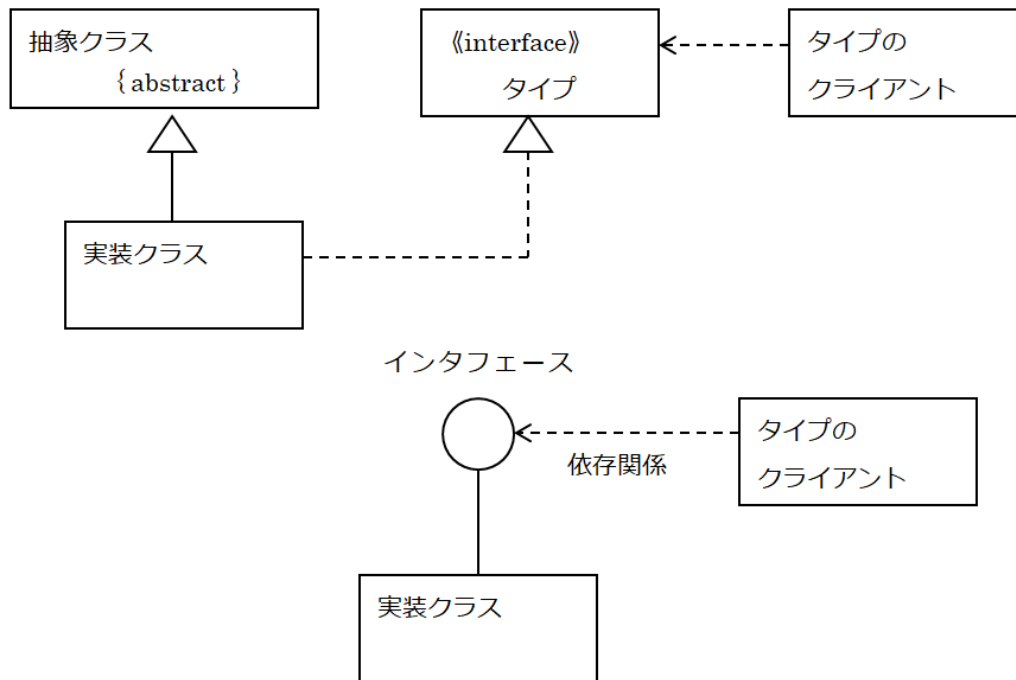 抽象クラス
{ abstract }
《interface》
タイプ
タイプの
クライアント
実装クラス
インタフェース
タイプの
クライアント
依存関係
実装クラス